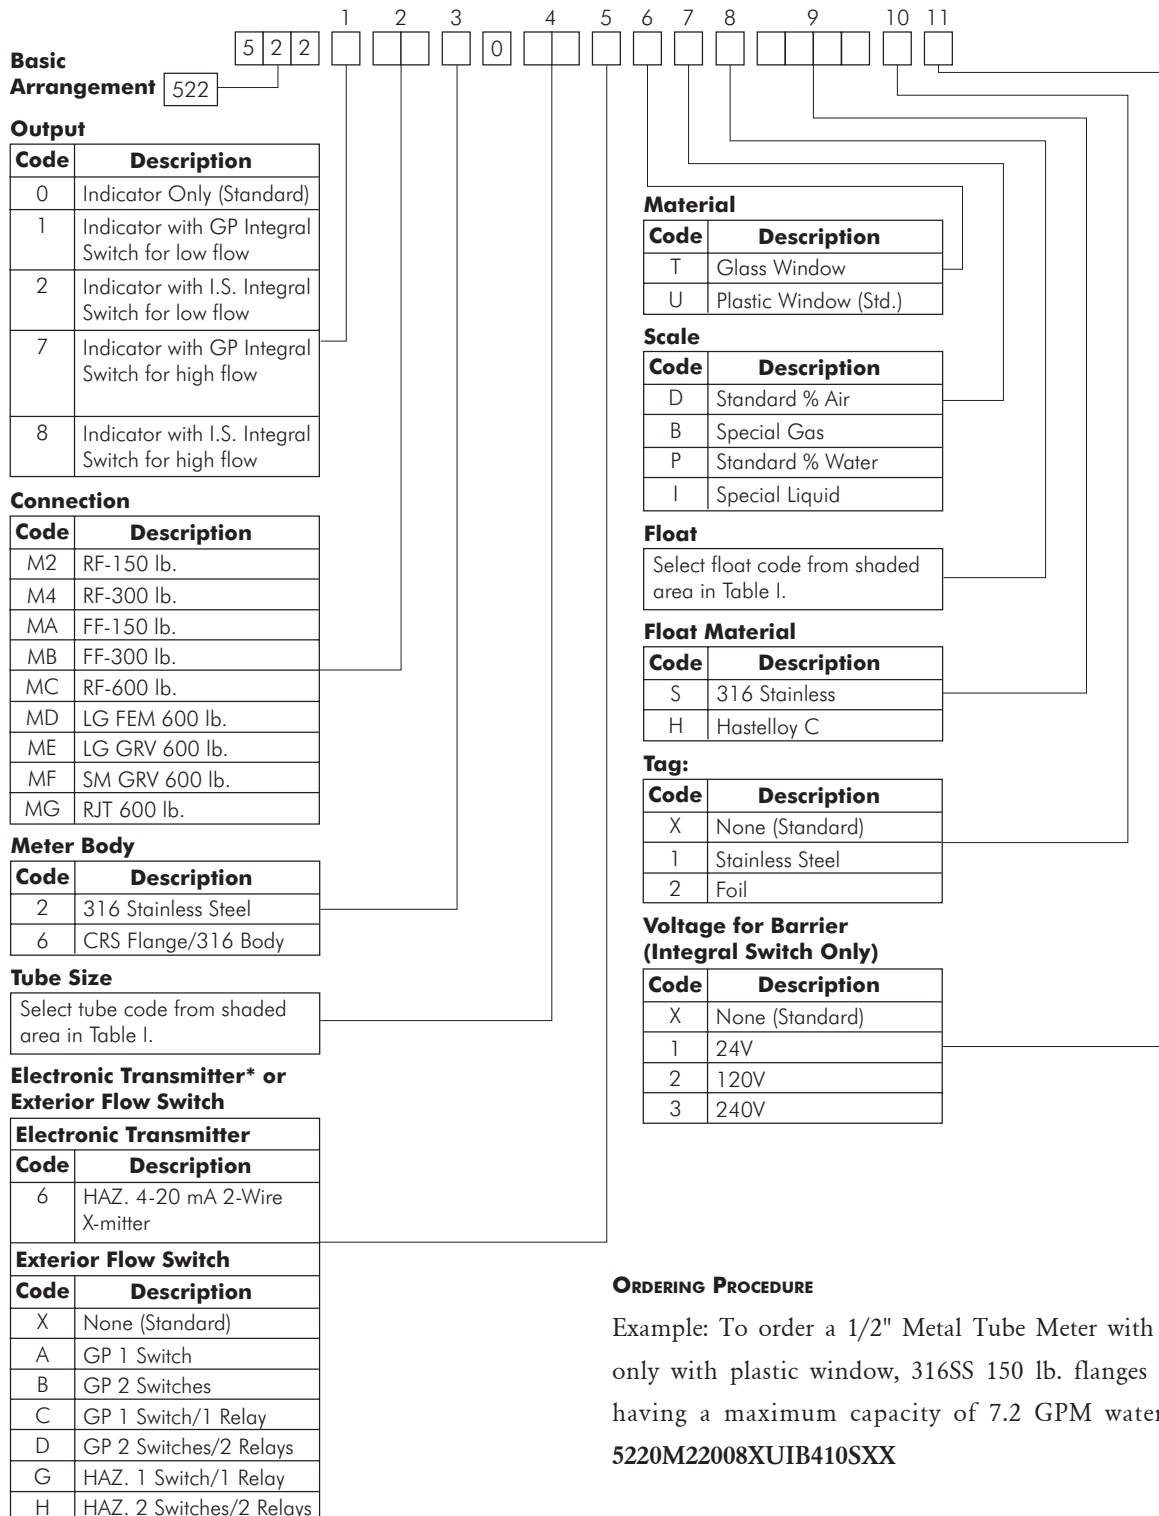 1 2 3 4 5 6 7 8 9 10 11
5 2 2 0
Basic
Arrangement 522
Output
Code Description
0 Indicator Only (Standard)
1 Indicator with GP Integral
Switch for low flow
2 Indicator with I.S. Integral
Switch for low flow
7 Indicator with GP Integral
Switch for high flow
8 Indicator with I.S. Integral
Switch for high flow
Connection
Code Description
M2 RF-150 lb.
M4 RF-300 lb.
MA FF-150 lb.
MB FF-300 lb.
MC RF-600 lb.
MD LG FEM 600 lb.
ME LG GRV 600 lb.
MF SM GRV 600 lb.
MG RJT 600 lb.
Meter Body
Code Description
2 316 Stainless Steel
6 CRS Flange/316 Body
Tube Size
Select tube code from shaded
area in Table I.
Electronic Transmitter* or
Exterior Flow Switch
Electronic Transmitter
Code Description
6 HAZ. 4-20 mA 2-Wire
X-mitter
Exterior Flow Switch
Code Description
X None (Standard)
A GP 1 Switch
B GP 2 Switches
C GP 1 Switch/1 Relay
D GP 2 Switches/2 Relays
G HAZ. 1 Switch/1 Relay
H HAZ. 2 Switches/2 Relays
Material
Code Description
T Glass Window
U Plastic Window (Std.)
Scale
Code Description
D Standard % Air
B Special Gas
P Standard % Water
I Special Liquid
Float
Select float code from shaded
area in Table I.
Float Material
Code Description
S 316 Stainless
H Hastelloy C
Tag:
Code Description
X None (Standard)
1 Stainless Steel
2 Foil
Voltage for Barrier
(Integral Switch Only)
Code Description
X None (Standard)
1 24V
2 120V
3 240V
ORDERING PROCEDURE
Example: To order a 1/2" Metal Tube Meter with
only with plastic window, 316SS 150 lb. flanges
having a maximum capacity of 7.2 GPM water
5220M22008XUIB410SXX